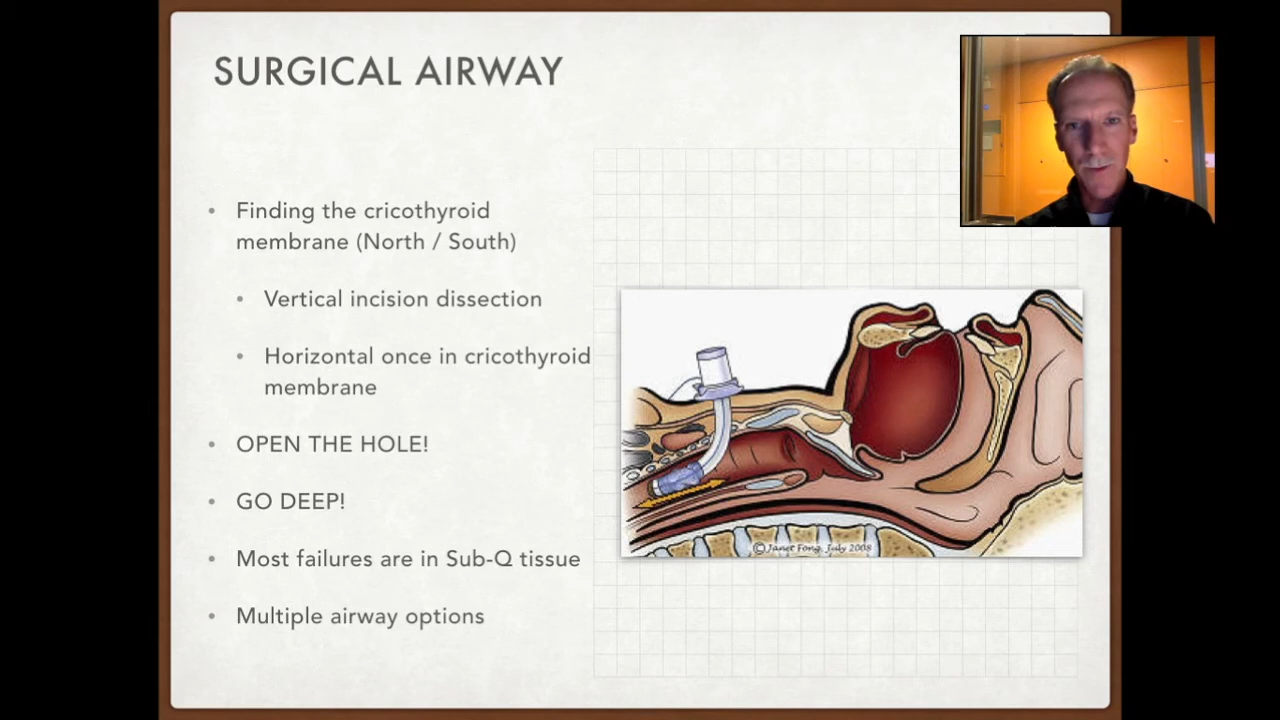 SURGICAL AIRWAY
• Finding the cricothyroid
membrane (North / South)
• Vertical incision dissection
• Horizontal once in cricothyroid
membrane
• OPEN THE HOLE!
• GO DEEP!
• Most failures are in Sub-Q tissue
• Multiple airway options
©Janet Fong, July 2008